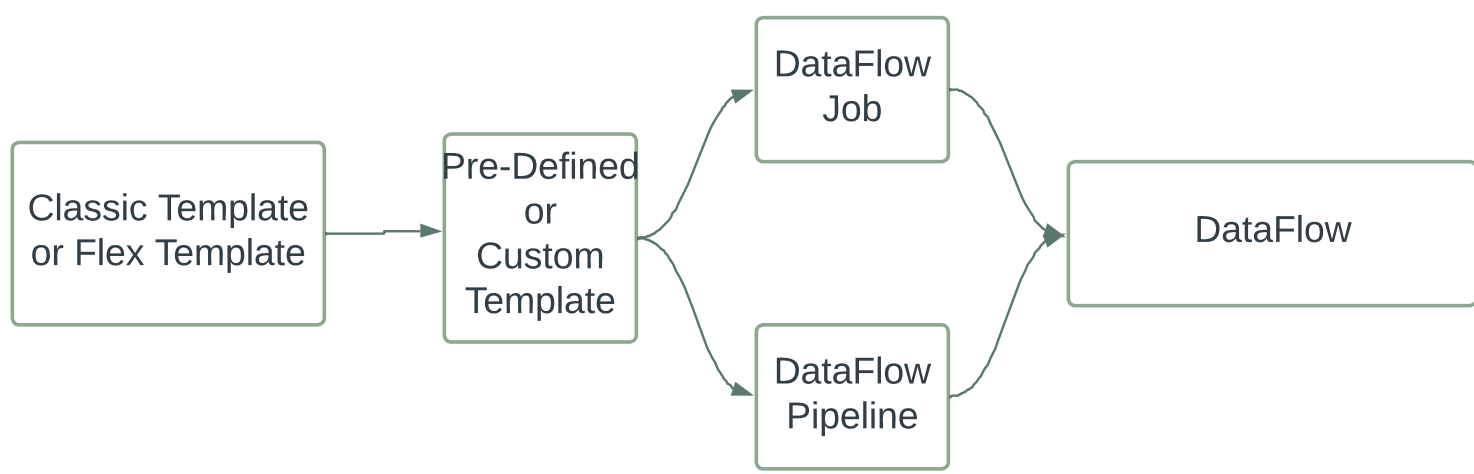 Classic Template
or Flex Template
Pre-Defined
or
Custom
Template
DataFlow
Job
DataFlow
Pipeline
DataFlow